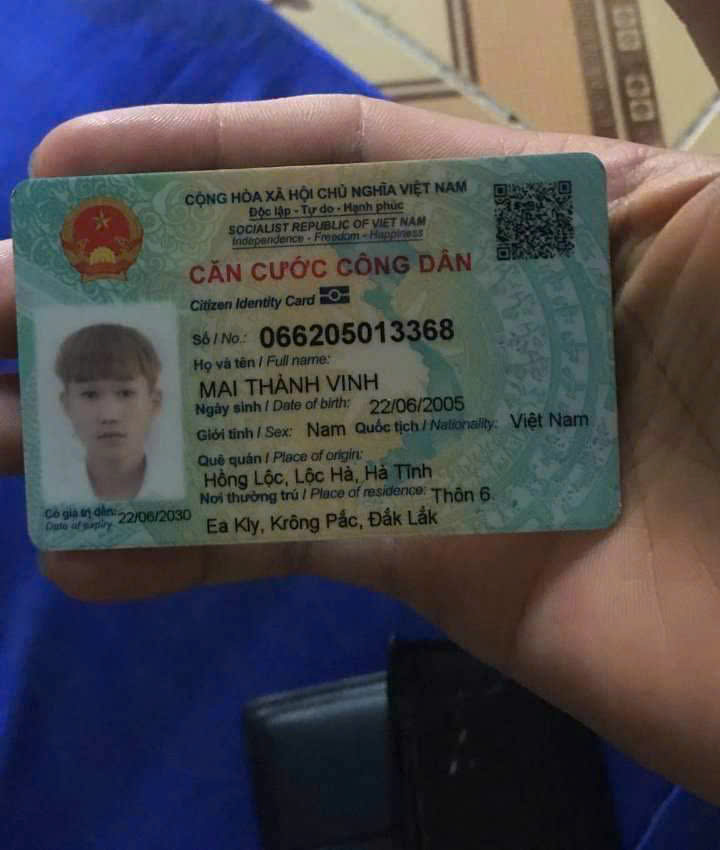 CỘNG HÒA XÃ HỘI CHỦ NGHĨA VIỆT NAM
Độc lập - Tự do - Hạnh phúc
SOCIALIST REPUBLIC OF VIET NAM
Independence - Freedom - Happiness
CĂN CƯỚC CÔNG DÂN
Citizen Identity Card
Số / No.: 066205013368
Họ và tên / Full name:
MAI THÀNH VINH
Ngày sinh / Date of birth: 22/06/2005
Giới tính / Sex: Nam Quốc tịch / Nationality: Việt Nam
Quê quán / Place of origin:
Hồng Lộc, Lộc Hà, Hà Tĩnh
Nơi thường trú / Place of residence: Thôn 6
Ea Kly, Krông Pắc, Đắk Lắk
Có giá trị đến: 22/06/2030
Date of expiry